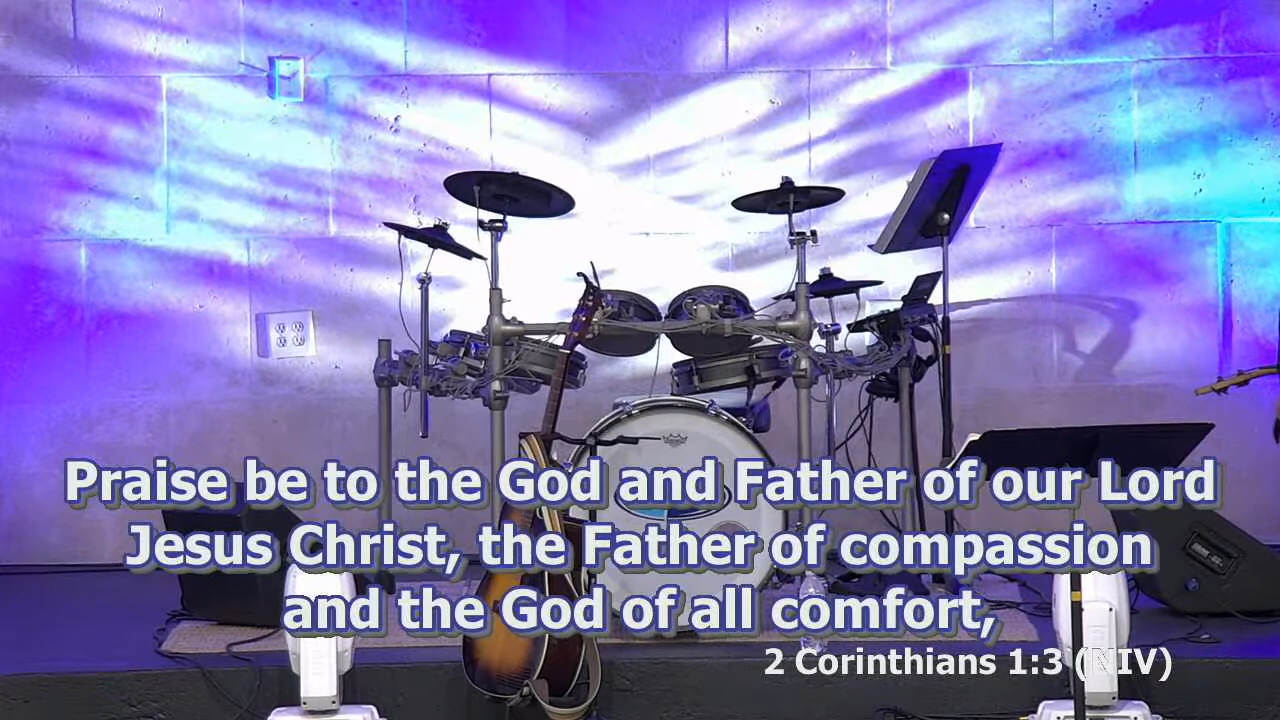 Praise be to the God and Father of our Lord
Jesus Christ, the Father of compassion
and the God of all comfort,
2 Corinthians 1:3 (NIV)